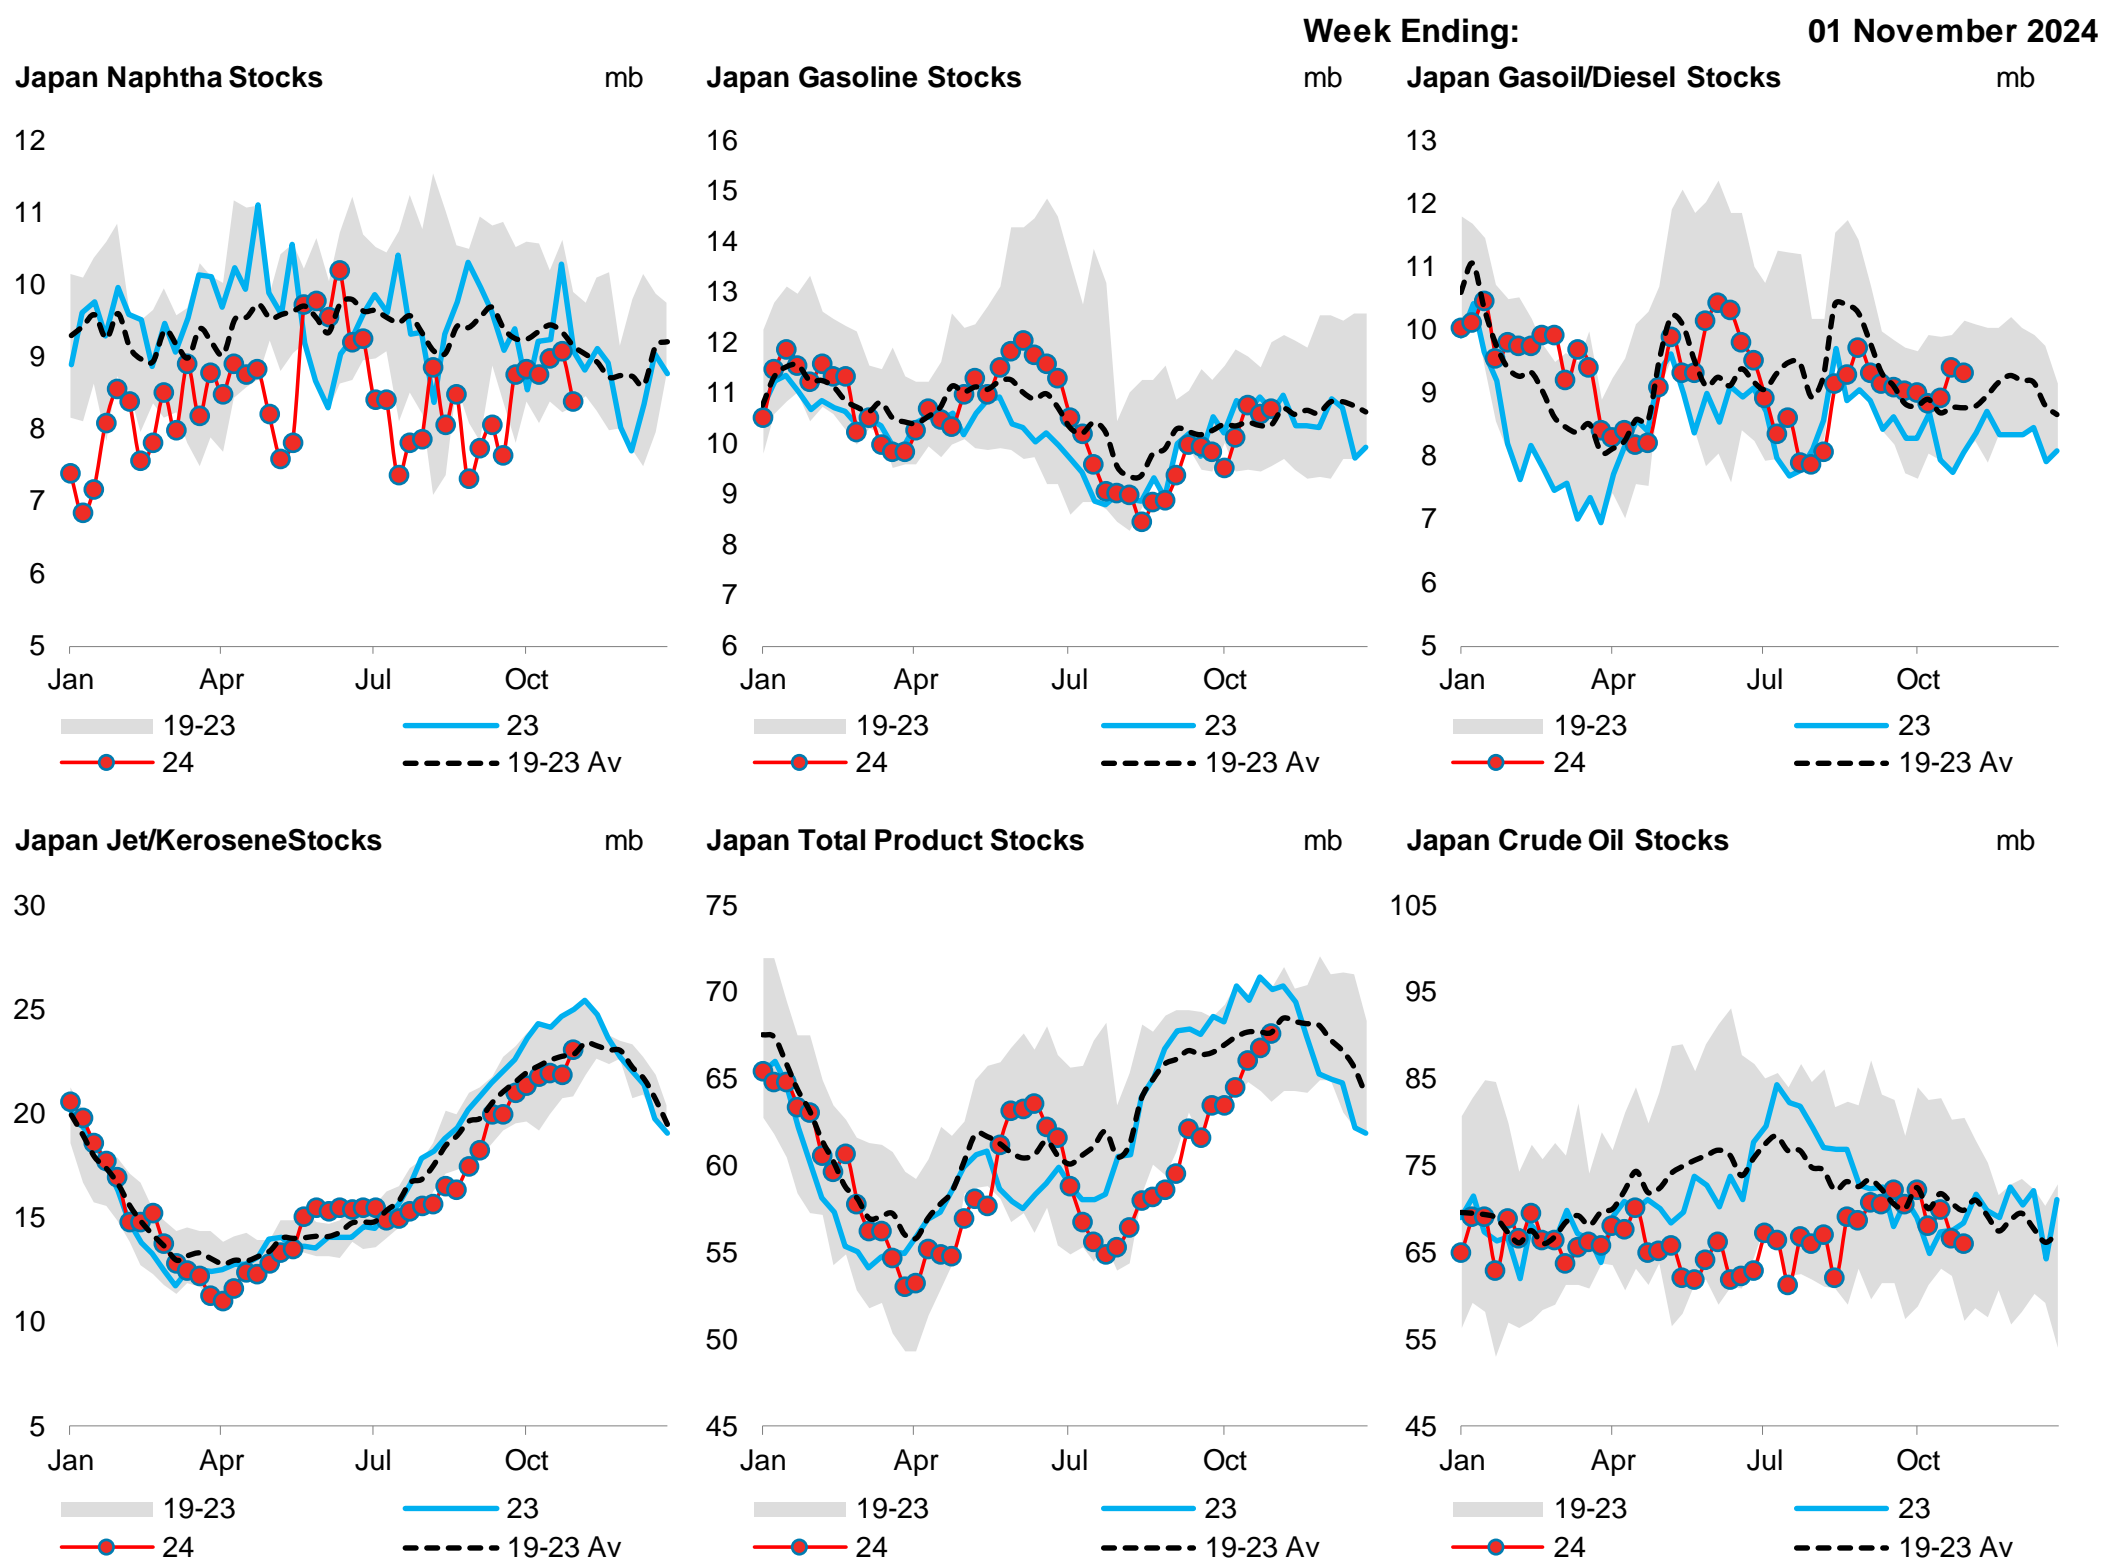 Week Ending: 01 November 2024
Japan Naphtha Stocks mb
12
11
10
9
8
7
6
5
Jan Apr Jul Oct
19-23 23
24 19-23 Av
Japan Gasoline Stocks mb
16
15
14
13
12
11
10
9
8
7
6
Jan Apr Jul Oct
19-23 23
24 19-23 Av
Japan Gasoil/Diesel Stocks mb
13
12
11
10
9
8
7
6
5
Jan Apr Jul Oct
19-23 23
24 19-23 Av
Japan Jet/KeroseneStocks mb
30
25
20
15
10
5
Jan Apr Jul Oct
19-23 23
24 19-23 Av
Japan Total Product Stocks mb
75
70
65
60
55
50
45
Jan Apr Jul Oct
19-23 23
24 19-23 Av
Japan Crude Oil Stocks mb
105
95
85
75
65
55
45
Jan Apr Jul Oct
19-23 23
24 19-23 Av